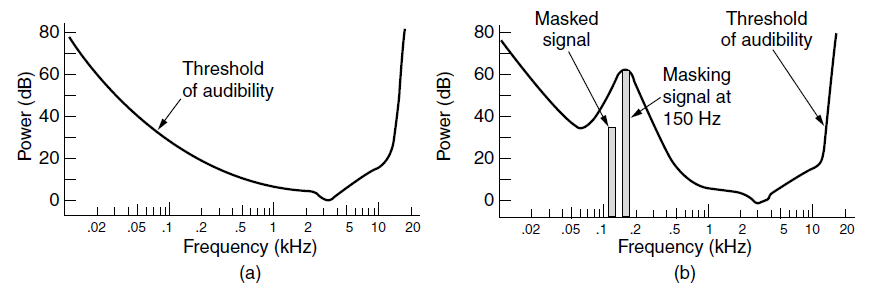 80
60
40
20
0
Power (dB)
Threshold
of audibility
.02 .05 .1 .2 .5 1 2 5 10 20
Frequency (kHz)
(a)
80
60
40
20
0
Power (dB)
Masked
signal
Threshold
of audibility
Masking
signal at
150 Hz
.02 .05 .1 .2 .5 1 2 5 10 20
Frequency (kHz)
(b)